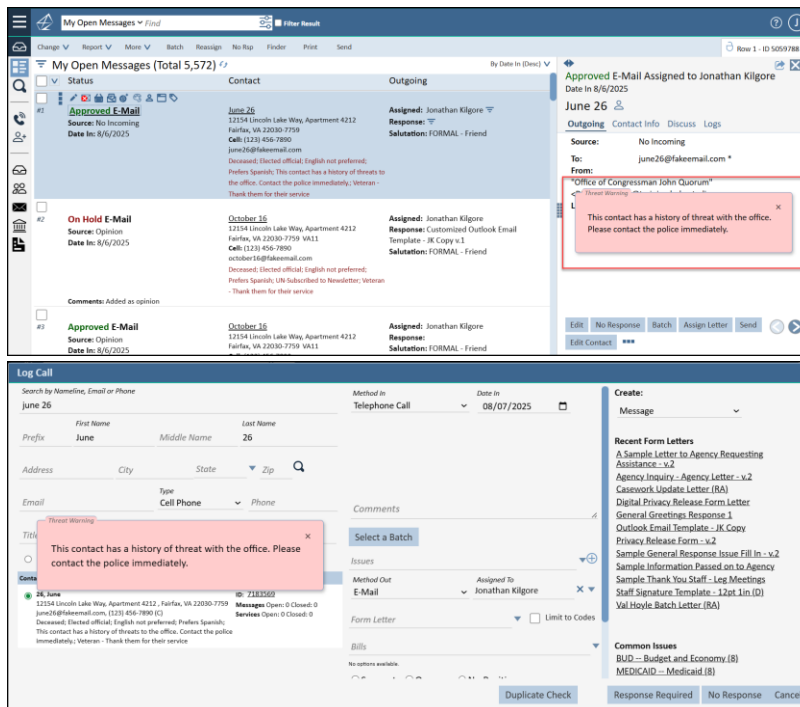 My Open Messages Find Filter Result
Change Report More Batch Reassign No Rsp Finder Print Send
Row 1 - ID S059788
My Open Messages (Total 5,572) By Date In (Desc)
Status Contact Outgoing
#1
Approved E-Mail
Source: No Incoming
Date In: 8/6/2025
June 26
12154 Lincoln Lake Way, Apartment 4212
Fairfax, VA 22030-7759
Cell: (123) 456-7890
june26@fakeemail.com
Deceased; Elected official; English not preferred;
Prefers Spanish; This contact has a history of threats to
the office. Contact the police immediately.; Veteran -
Thank them for their service
Assigned: Jonathan Kilgore
Response:
Salutation: FORMAL - Friend
#2
On Hold E-Mail
Source: Opinion
Date In: 8/6/2025
Comments: Added as opinion
October 16
12154 Lincoln Lake Way, Apartment 4212
Fairfax, VA 22030-7759 VA11
Cell: (123) 456-7890
october16@fakeemail.com
Deceased; Elected official; English not preferred;
Prefers Spanish; UN-Subscribed to Newsletter; Veteran
- Thank them for their service
Assigned: Jonathan Kilgore
Response: Customized Outlook Email
Template - JK Copy v.1
Salutation: FORMAL - Friend
#3
Approved E-Mail
Source: Opinion
Date In: 8/6/2025
October 16
12154 Lincoln Lake Way, Apartment 4212
Fairfax, VA 22030-7759 VA11
Assigned: Jonathan Kilgore
Response:
Salutation: FORMAL - Friend
Approved E-Mail Assigned to Jonathan Kilgore
Date In 8/6/2025
June 26
Outgoing Contact Info Discuss Logs
Source: No Incoming
To: june26@fakemail.com *
From:
"Office of Congressman John Quorum"
Threat Warning
This contact has a history of threat with the office.
Please contact the police immediately.
Edit No Response Batch Assign Letter Send
Edit Contact
Log Call
Search by Nameline, Email or Phone
june 26
First Name Last Name
Prefix June Middle Name 26
Address City State Zip
Type
Email Cell Phone Phone
Threat Warning
This contact has a history of threat with the office. Please
contact the police immediately.
26, June
12154 Lincoln Lake Way, Apartment 4212 , Fairfax, VA 22030-7759
june26@fakemail.com, (123) 456-7890 (C)
Deceased; Elected official; English not preferred; Prefers Spanish;
This contact has a history of threats to the office. Contact the police
immediately.; Veteran - Thank them for their service
ID: 7183569
Messages Open: 0 Closed: 0
Services Open: 0 Closed: 0
Method In Date In
Telephone Call 08/07/2025
Comments
Select a Batch
Issues
Method Out Assigned To
E-Mail Jonathan Kilgore
Form Letter Limit to Codes
Bills
No options available.
Create:
Message
Recent Form Letters
A Sample Letter to Agency Requesting
Assistance - v.2
Agency Inquiry - Agency Letter - v.2
Casework Update Letter (RA)
Digital Privacy Release Form Letter
General Greetings Response 1
Outlook Email Template - JK Copy
Privacy Release Form - v.2
Sample General Response Issue Fill In - v.2
Sample Information Passed on to Agency
Sample Thank You Staff - Leg Meetings
Staff Signature Template - 12pt 1in (D)
Val Hoyle Batch Letter (RA)
Common Issues
BUD -- Budget and Economy (8)
MEDICAID -- Medicaid (8)
Duplicate Check Response Required No Response Cancel